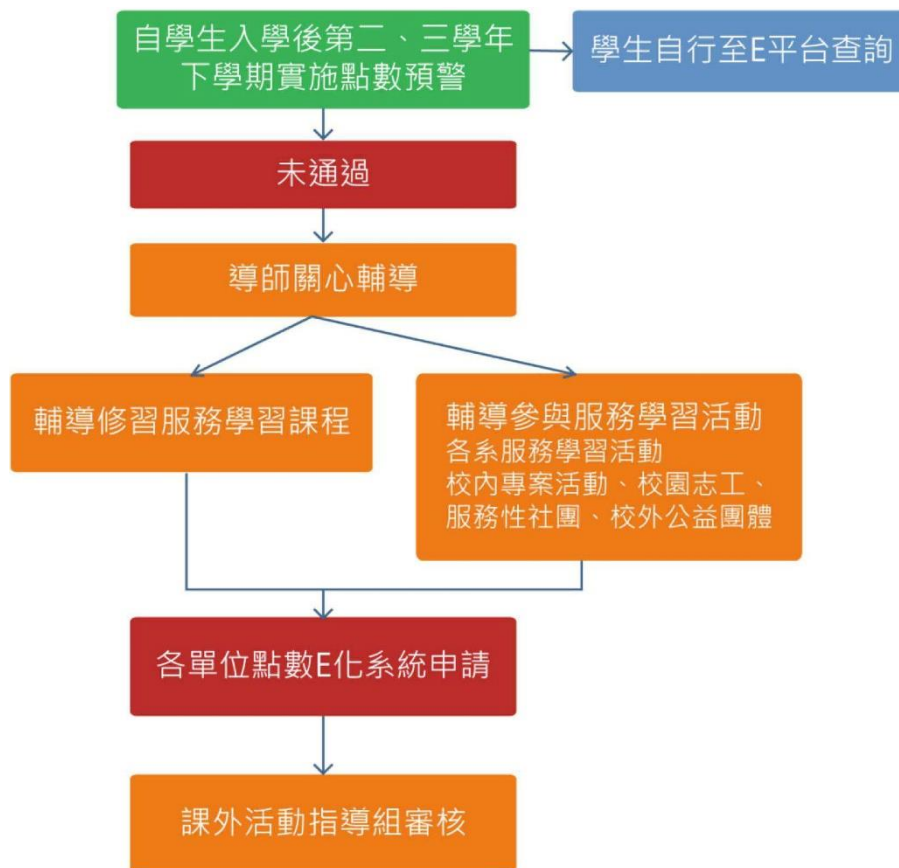 自學生入學後第二、三學年
下學期實施點數預警
學生自行至E平台查詢
未通過
導師關心輔導
輔導修習服務學習課程
輔導參與服務學習活動
各系服務學習活動
校內專案活動、校園志工、
服務性社團、校外公益團體
各單位點數E化系統申請
課外活動指導組審核